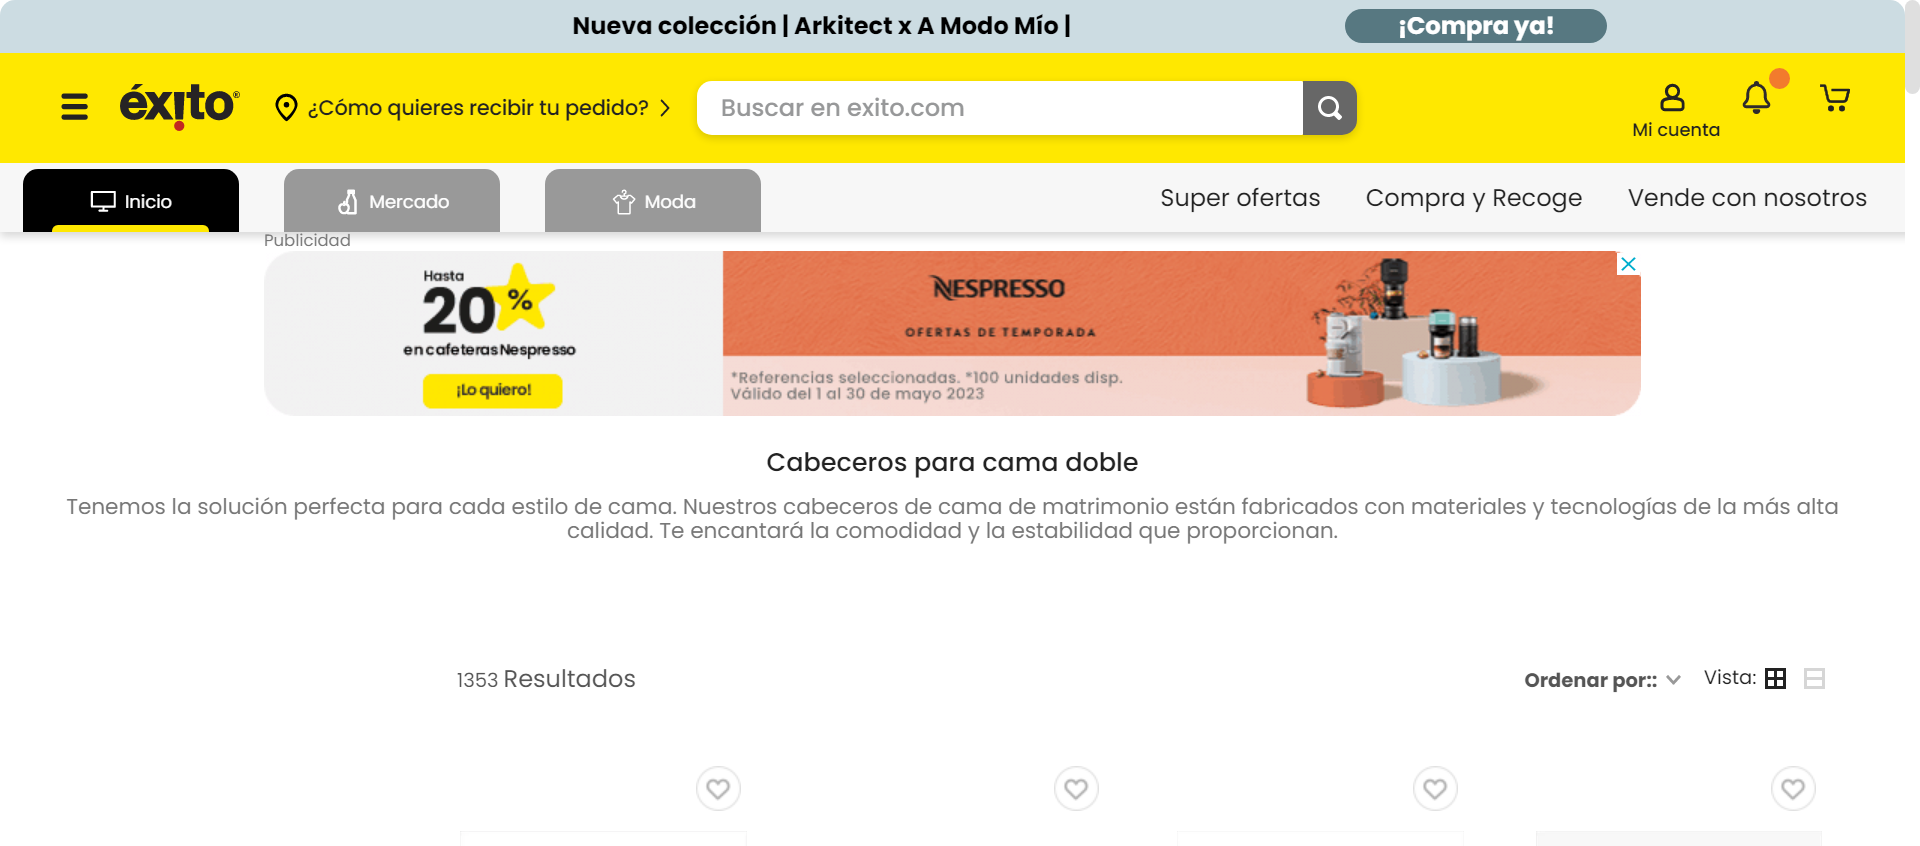 Nueva colección | Arkitect x A Modo Mío |
¡Compra ya!
éxito®
¿Cómo quieres recibir tu pedido?
Buscar en exito.com
Mi cuenta
Inicio
Mercado
Moda
Super ofertas
Compra y Recoge
Vende con nosotros
Publicidad
Hasta
20%
en cafeteras Nespresso
¡Lo quiero!
NESPRESSO
OFERTAS DE TEMPORADA
*Referencias seleccionadas. *100 unidades disp.
Válido del 1 al 30 de mayo 2023
Cabeceros para cama doble
Tenemos la solución perfecta para cada estilo de cama. Nuestros cabeceros de cama de matrimonio están fabricados con materiales y tecnologías de la más alta
calidad. Te encantará la comodidad y la estabilidad que proporcionan.
1353 Resultados
Ordenar por::
Vista: